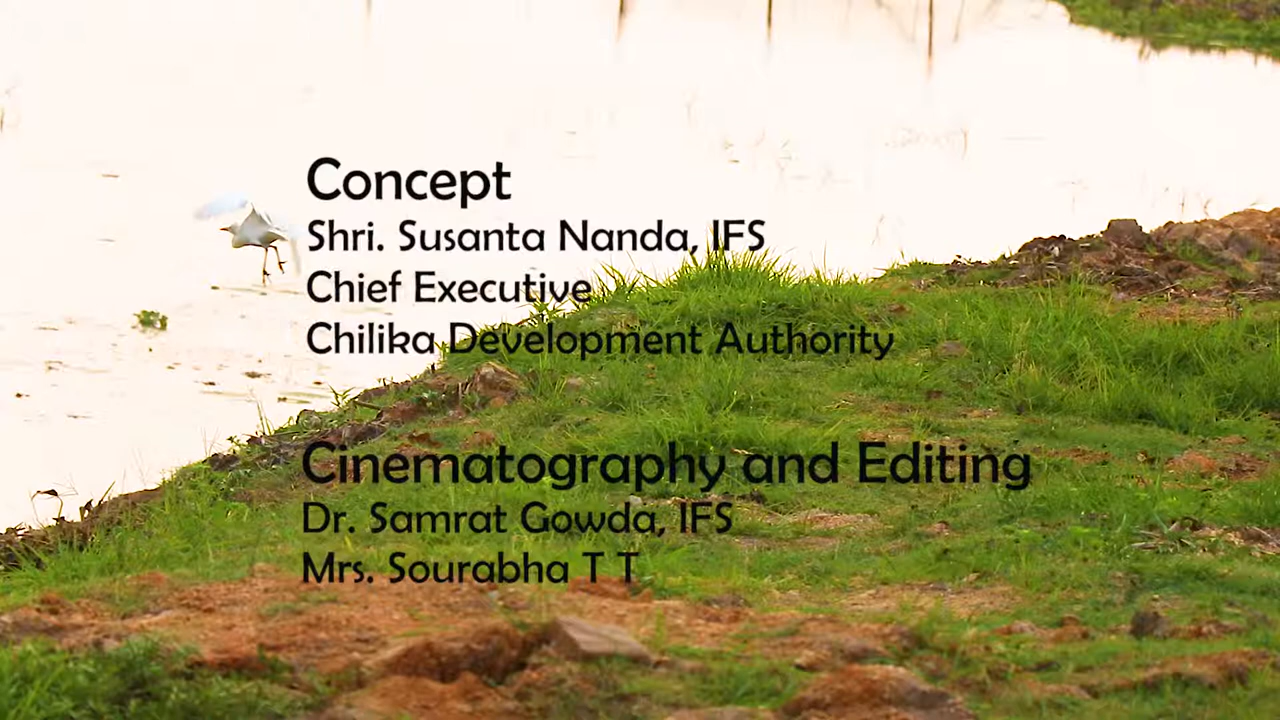 Concept
Shri. Susanta Nanda, IFS
Chief Executive
Chilika Development Authority
Cinematography and Editing
Dr. Samrat Gowda, IFS
Mrs. Sourabha T T